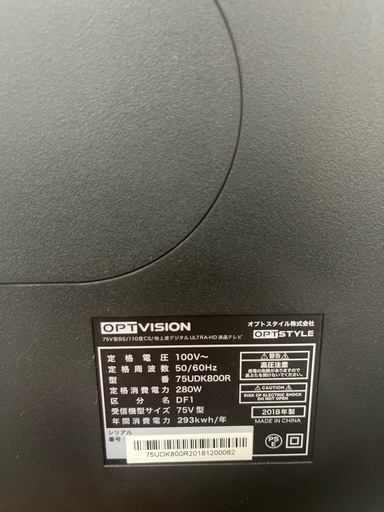 OPTVISION
オプトスタイル株式会社
OPTSTYLE
75V型BS/110度CS/地上波デジタル ULTRA-HD 液晶テレビ
定格電圧 100V～
定格周波数 50/60Hz
型番 75UDK800R
定格消費電力 280W
区分名 DF1
受信機型サイズ 75V型
年間消費電力 293kwh/年
警告
高圧注意
CAUTION
RISK OF ELECTRIC SHOCK
DO NOT OPEN
2018年製
MADE IN CHINA
PS
E
シリアル
番号
75UDK800R20181200062